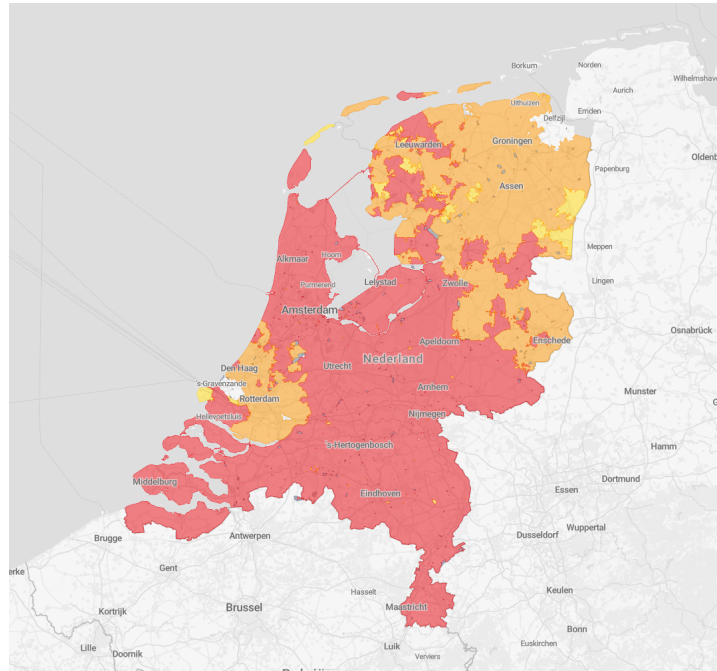 Borkum
Norden
Wilhelmshave
Aurich
Uithuizen
Emden
Delfzijl
Leeuwarden
Groningen
Oldenb
Papenburg
Assen
Meppen
Alkmaar
Hoorn
Lingen
Purmerend
Lelystad
Zwolle
Amsterdam
Osnabrück
Apeldoorn
Enschede
Nederland
Den Haag
Utrecht
's-Gravenzande
Arnhem
Munster
Rotterdam
Hellevoetsluis
Nijmegen
's-Hertogenbosch
Hamm
Middelburg
Dortmund
Eindhoven
Essen
Brugge
Antwerpen
Wuppertal
Dusseldorf
Gent
erke
Hasselt
Keulen
Kortrijk
Brussel
Maastricht
Bonn
Lille
Luik
Euskirchen
Doornik
Verviers